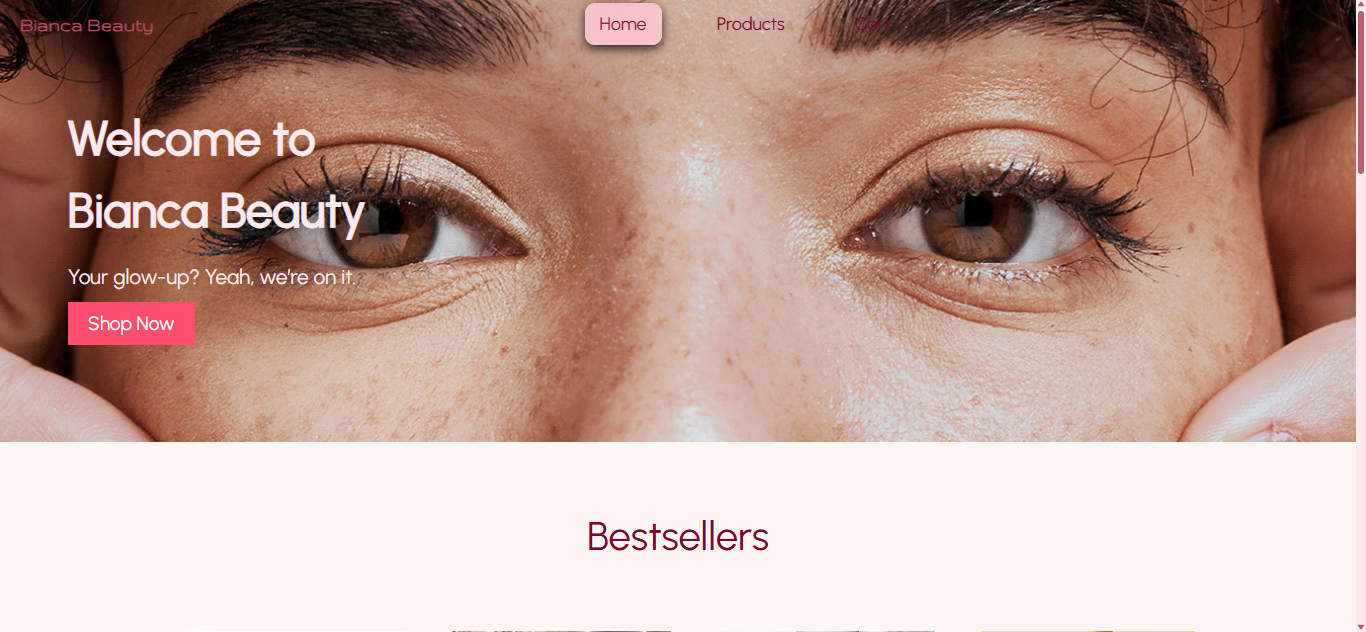 Bianca Beauty
Home
Products
Cart
Welcome to
Bianca Beauty
Your glow-up? Yeah, we're on it.
Shop Now
Bestsellers